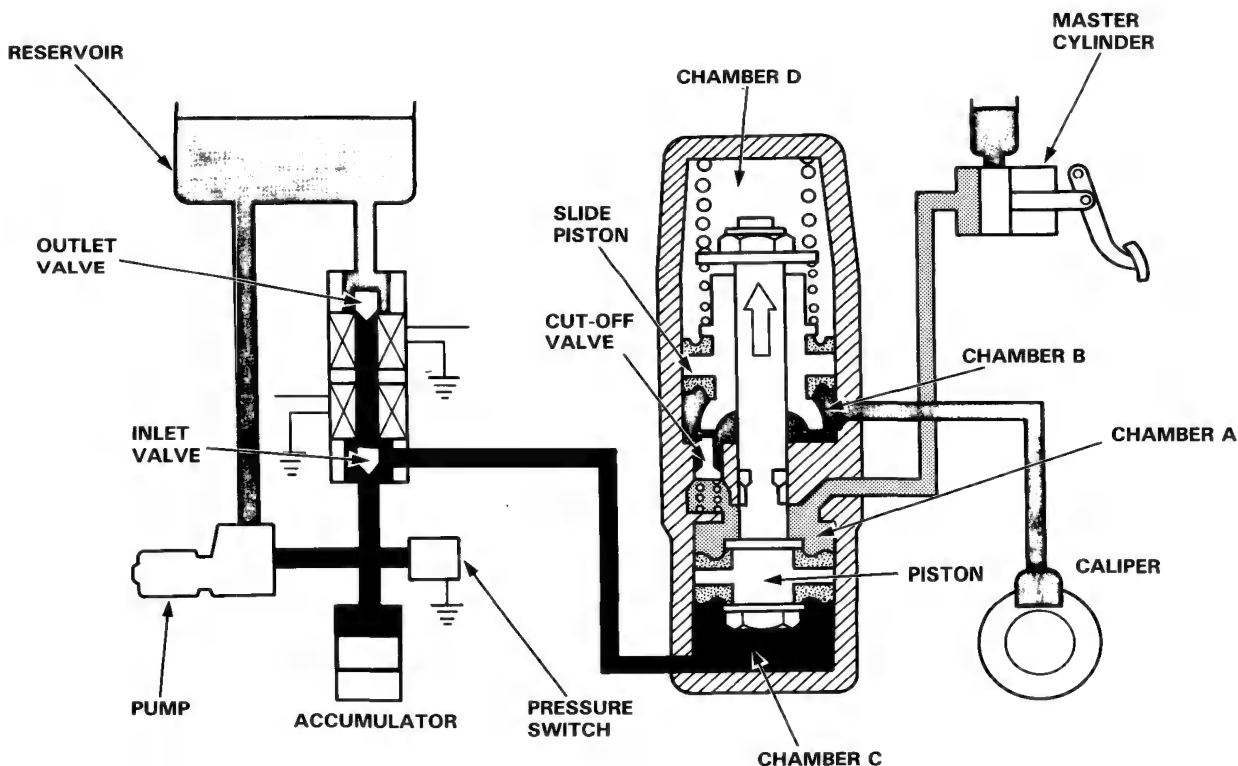 MASTER
CYLINDER
RESERVOIR
CHAMBER D
SLIDE
PISTON
OUTLET
VALVE
CUT-OFF
VALVE
CHAMBER B
INLET
VALVE
CHAMBER A
PISTON
CALIPER
PUMP
ACCUMULATOR
PRESSURE
SWITCH
CHAMBER C